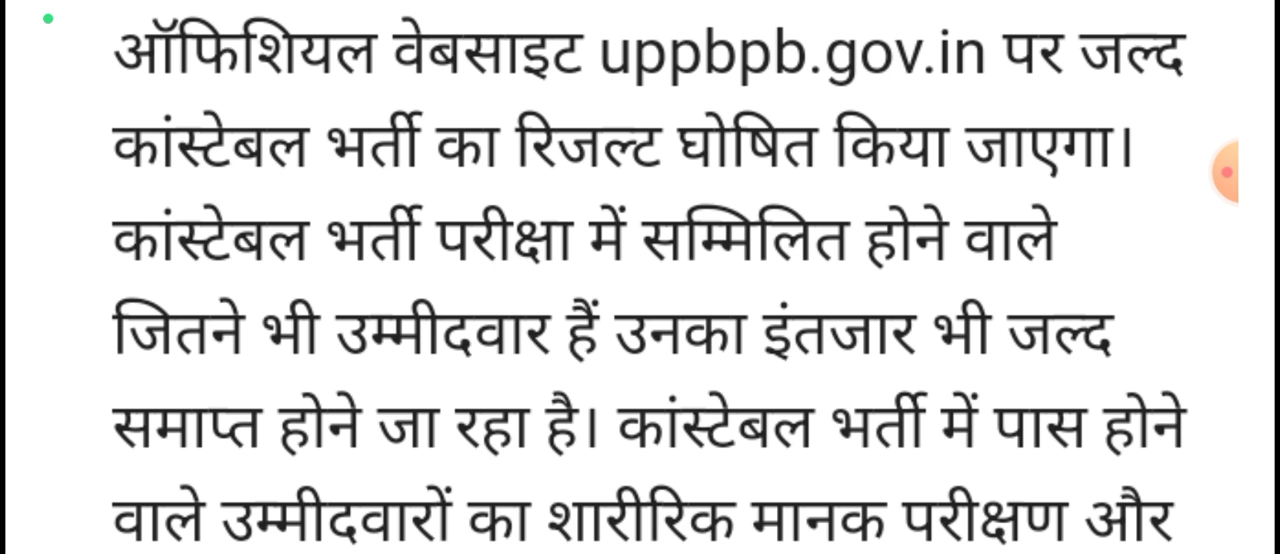 ऑफिशियल वेबसाइट uppbpb.gov.in पर जल्द
कांस्टेबल भर्ती का रिजल्ट घोषित किया जाएगा।
कांस्टेबल भर्ती परीक्षा में सम्मिलित होने वाले
जितने भी उम्मीदवार हैं उनका इंतजार भी जल्द
समाप्त होने जा रहा है। कांस्टेबल भर्ती में पास होने
वाले उम्मीदवारों का शारीरिक मानक परीक्षण और